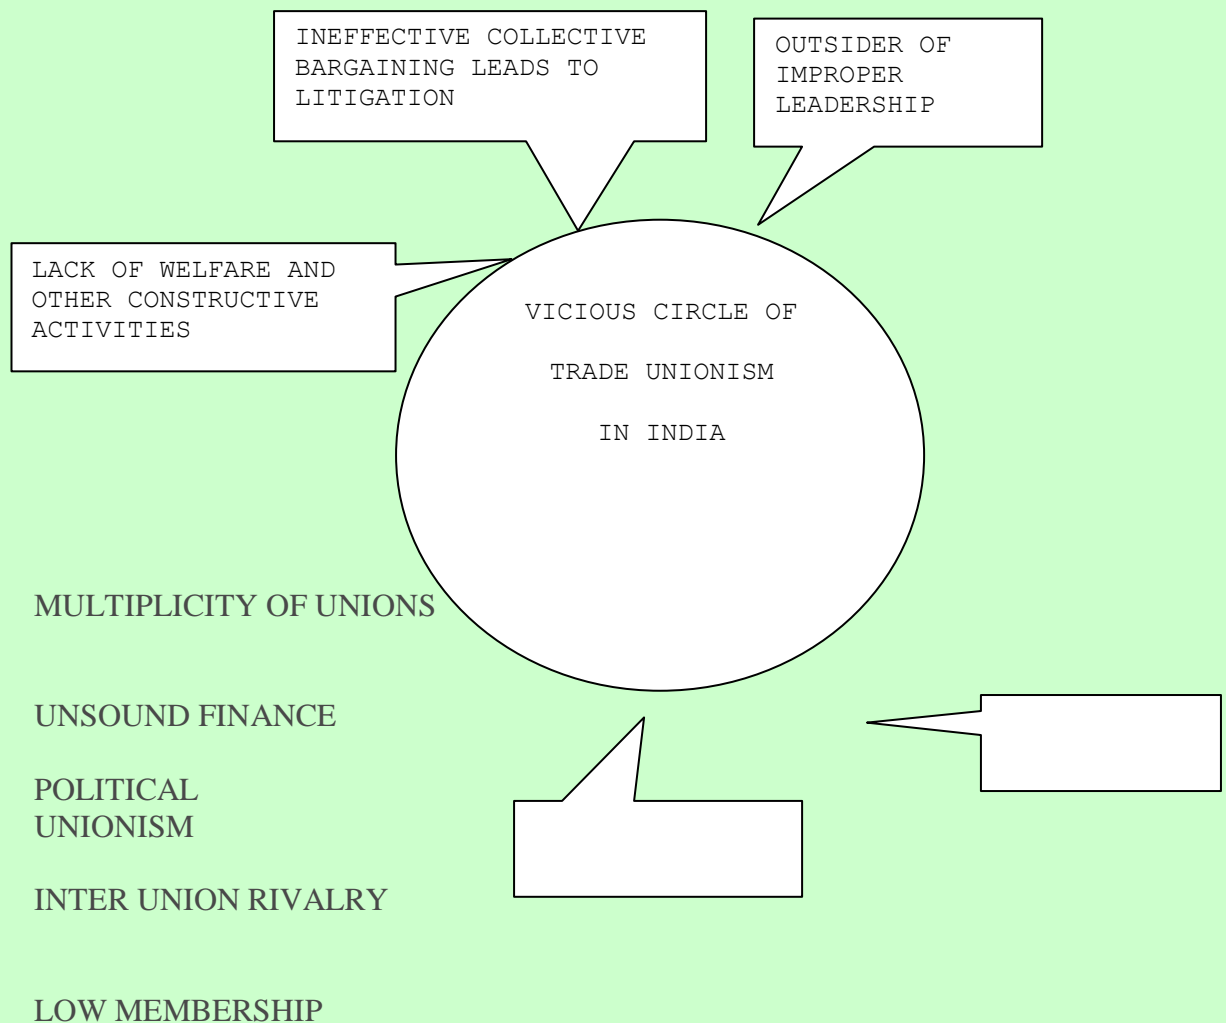 INEFFECTIVE COLLECTIVE
BARGAINING LEADS TO
LITIGATION
OUTSIDER OF
IMPROPER
LEADERSHIP
LACK OF WELFARE AND
OTHER CONSTRUCTIVE
ACTIVITIES
VICIOUS CIRCLE OF
TRADE UNIONISM
IN INDIA
MULTIPLICITY OF UNIONS
UNSOUND FINANCE
POLITICAL
UNIONISM
INTER UNION RIVALRY
LOW MEMBERSHIP